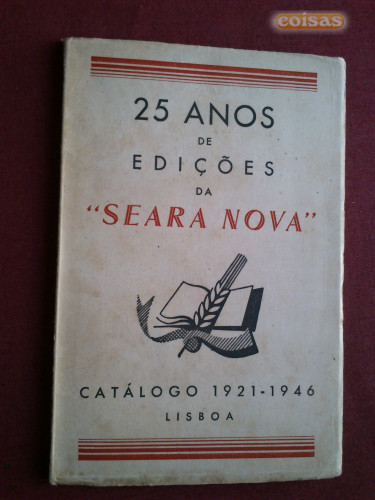 coisas
25 ANOS
DE
EDIÇÕES
DA
"SEARA NOVA"
CATÁLOGO 1921-1946
LISBOA